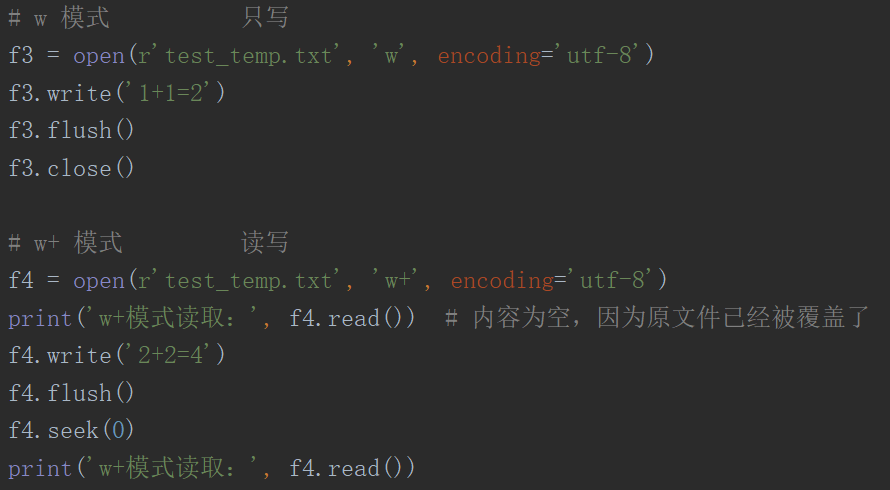 # w 模式          只写
f3 = open(r'test_temp.txt', 'w', encoding='utf-8')
f3.write('1+1=2')
f3.flush()
f3.close()

# w+ 模式         读写
f4 = open(r'test_temp.txt', 'w+', encoding='utf-8')
print('w+模式读取：', f4.read())  # 内容为空，因为原文件已经被覆盖了
f4.write('2+2=4')
f4.flush()
f4.seek(0)
print('w+模式读取：', f4.read())